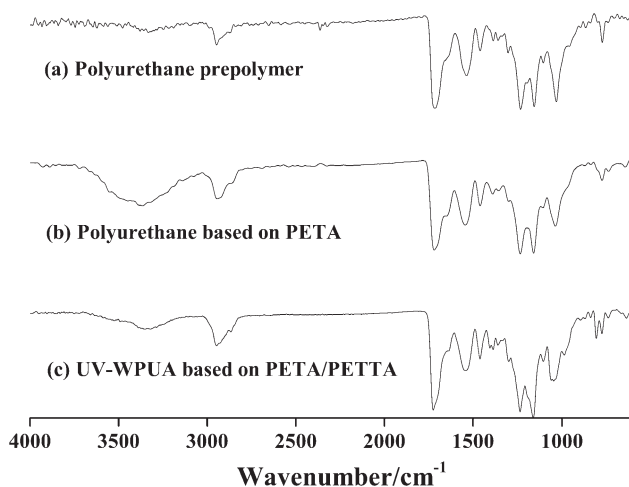 (a) Polyurethane prepolymer
(b) Polyurethane based on PETA
(c) UV-WPUA based on PETA/PETTA
4000 3500 3000 2500 2000 1500 1000
Wavenumber/cm⁻¹